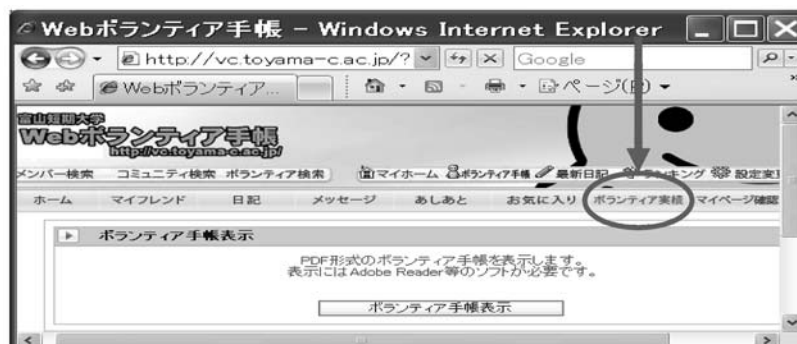 Webボランティア手帳 - Windows Internet Explorer
http://vc.toyama-c.ac.jp/? Google
Webボランティア... ページ(P)
富山短期大学
Webボランティア手帳
http://vc.toyama-c.ac.jp/
メンバー検索 コミュニティ検索 ボランティア検索 マイホーム ボランティア手帳 最新日記 ランキング 設定変更
ホーム マイフレンド 日記 メッセージ あしあと お気に入り ボランティア実績 マイページ確認
ボランティア手帳表示
PDF形式のボランティア手帳を表示します。
表示にはAdobe Reader等のソフトが必要です。
ボランティア手帳表示